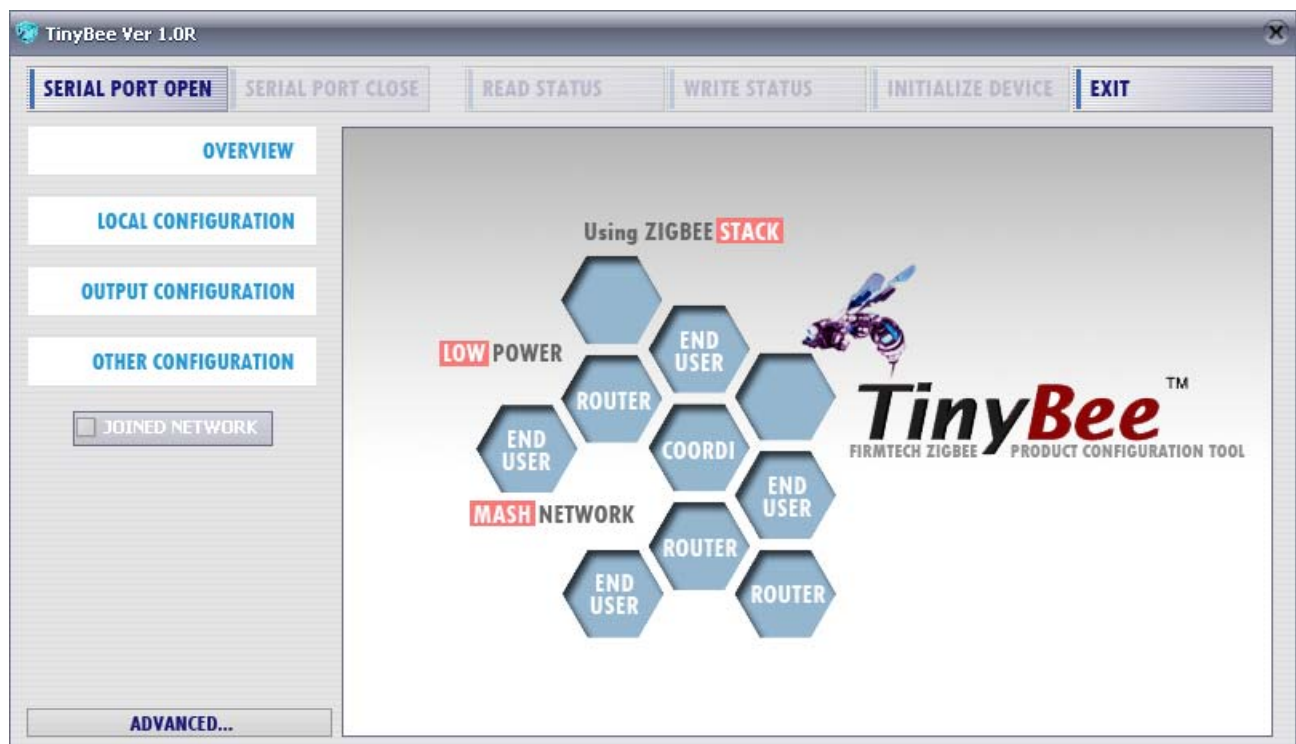 TinyBee Ver 1.0R
SERIAL PORT OPEN
SERIAL PORT CLOSE
READ STATUS
WRITE STATUS
INITIALIZE DEVICE
EXIT
OVERVIEW
LOCAL CONFIGURATION
OUTPUT CONFIGURATION
OTHER CONFIGURATION
JOINED NETWORK
ADVANCED...
Using ZIGBEE STACK
END
USER
LOW POWER
ROUTER
END
USER
COORDI
END
USER
MASH NETWORK
ROUTER
END
USER
ROUTER
TinyBee TM
FIRMTECH ZIGBEE PRODUCT CONFIGURATION TOOL